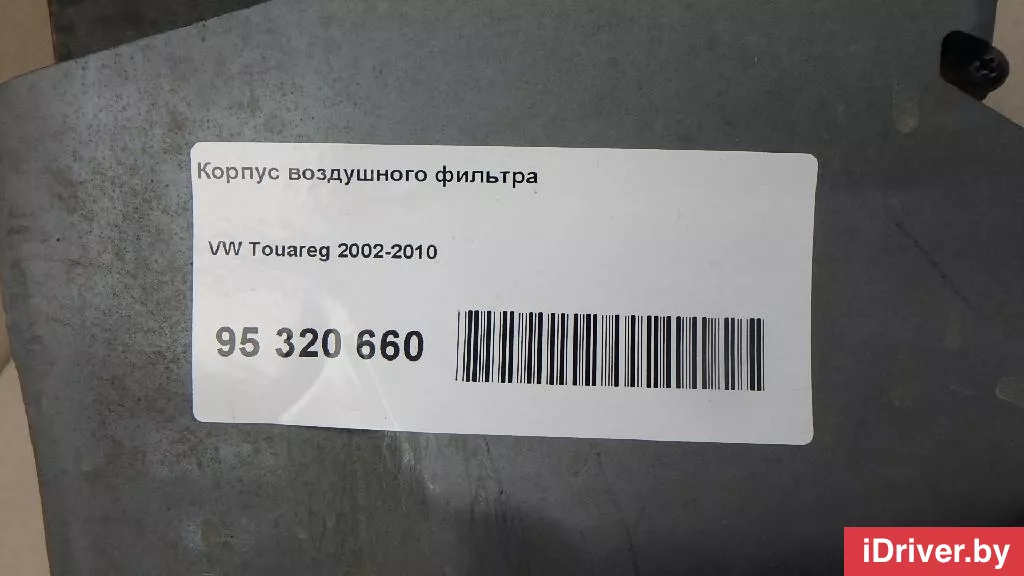 Корпус воздушного фильтра
VW Touareg 2002-2010
95 320 660
iDriver.by